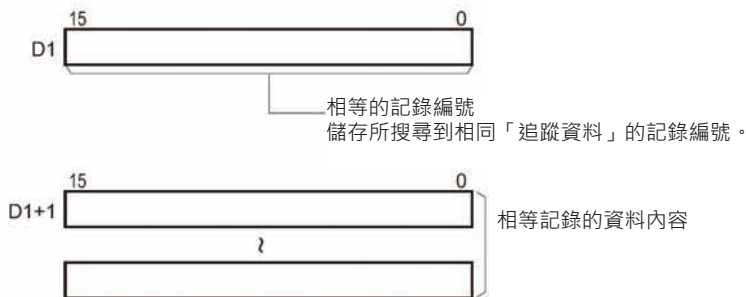 15 0
D1
相等的記錄編號
儲存所搜尋到相同「追蹤資料」的記錄編號。
15 0
D1+1
相等記錄的資料內容
~